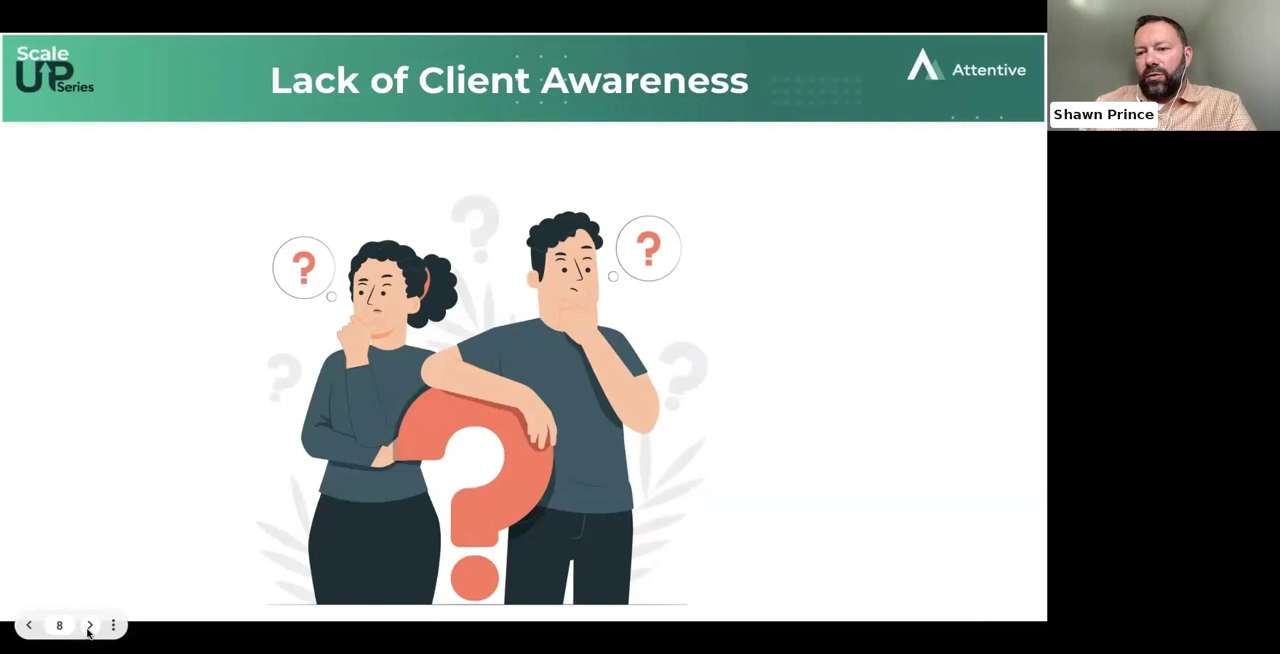 Scale
UP
Series
Lack of Client Awareness
Attentive
Shawn Prince
?
?
?
?
?
?
8